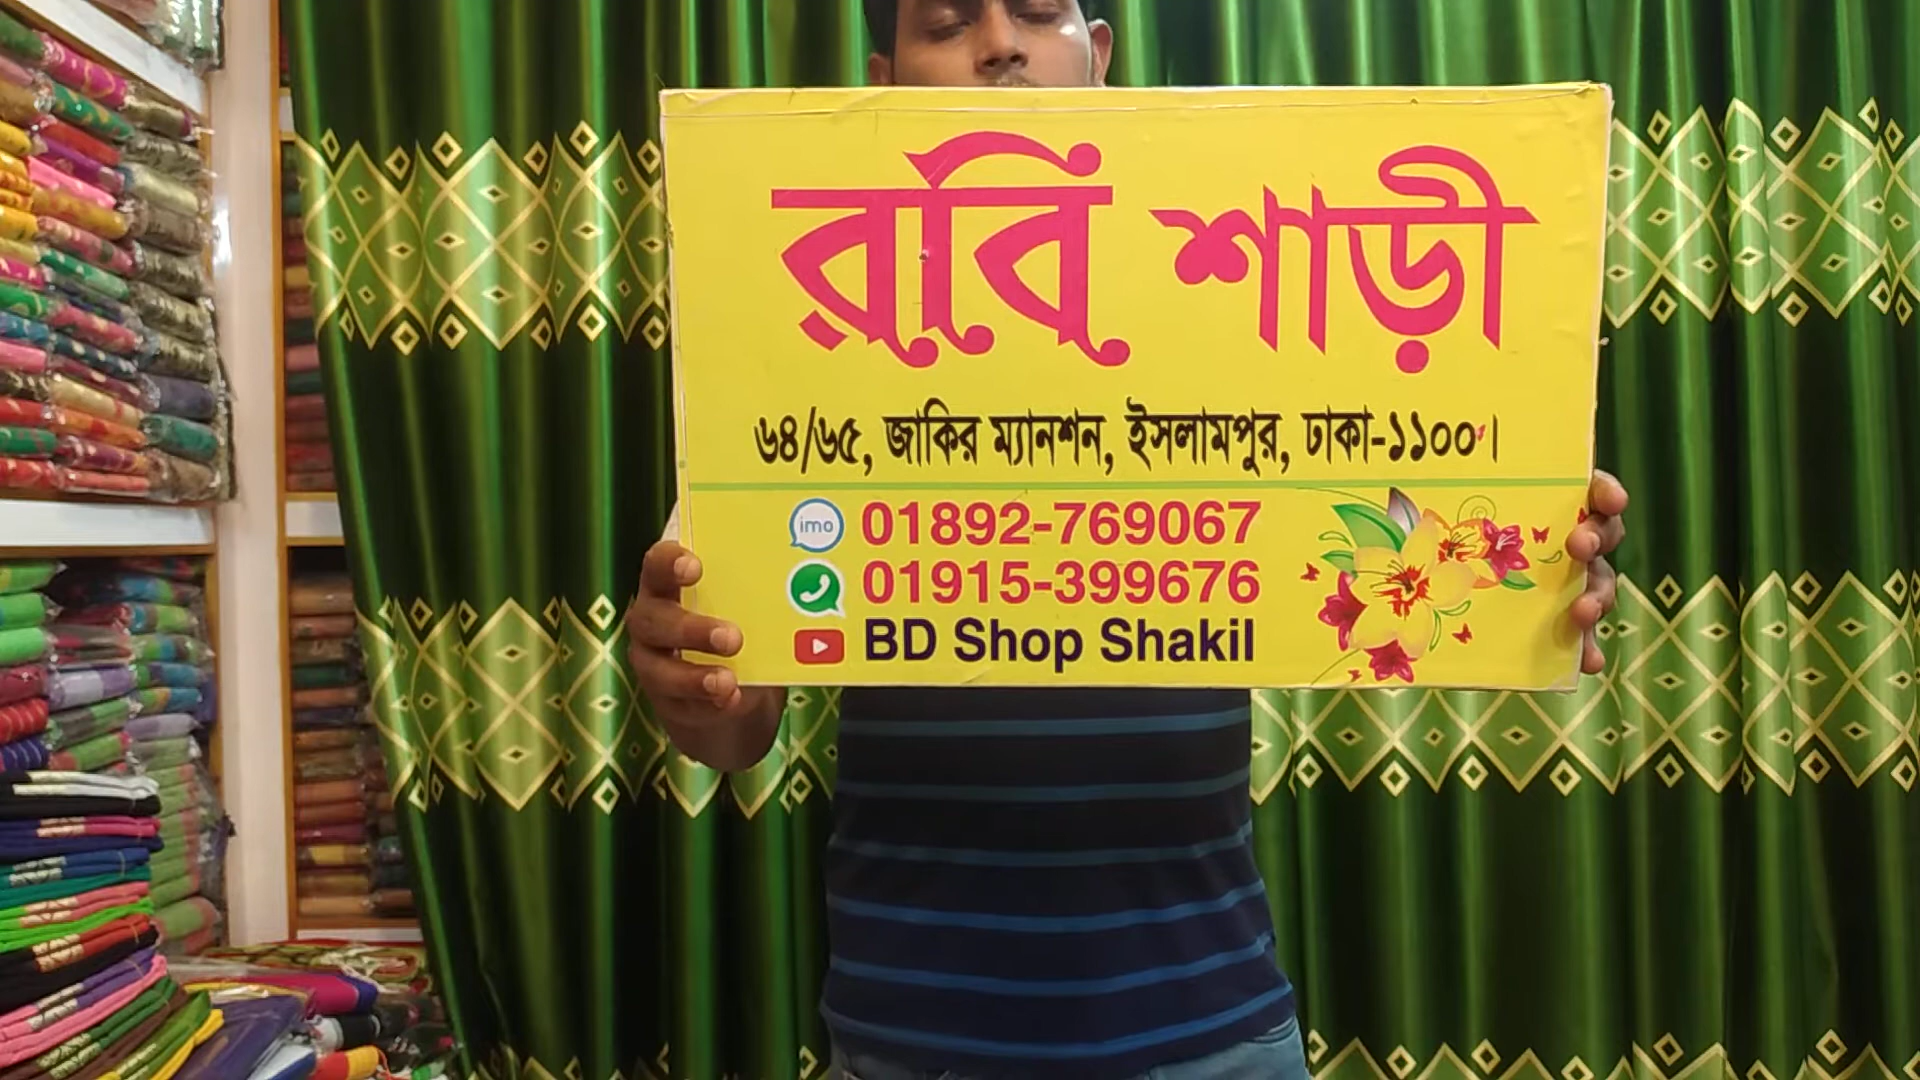 রবি শাড়ী
৬৪/৬৫, জাকির ম্যানশন, ইসলামপুর, ঢাকা-১১০০।
imo 01892-769067
01915-399676
BD Shop Shakil